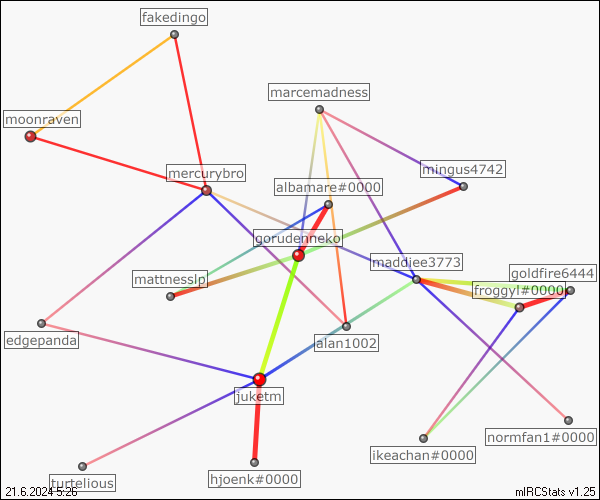 fakedingo
marcemadness
moonraven
mercurybro
mingus4742
albamare#0000
gorudenneko
maddiee3773
goldfire6444
mattnesslp
froggyl#0000
edgepanda
alan1002
juketm
normfan1#0000
ikeachan#0000
turtelious
hjoenk#0000
21.6.2024 5:26
mIRCStats v1.25